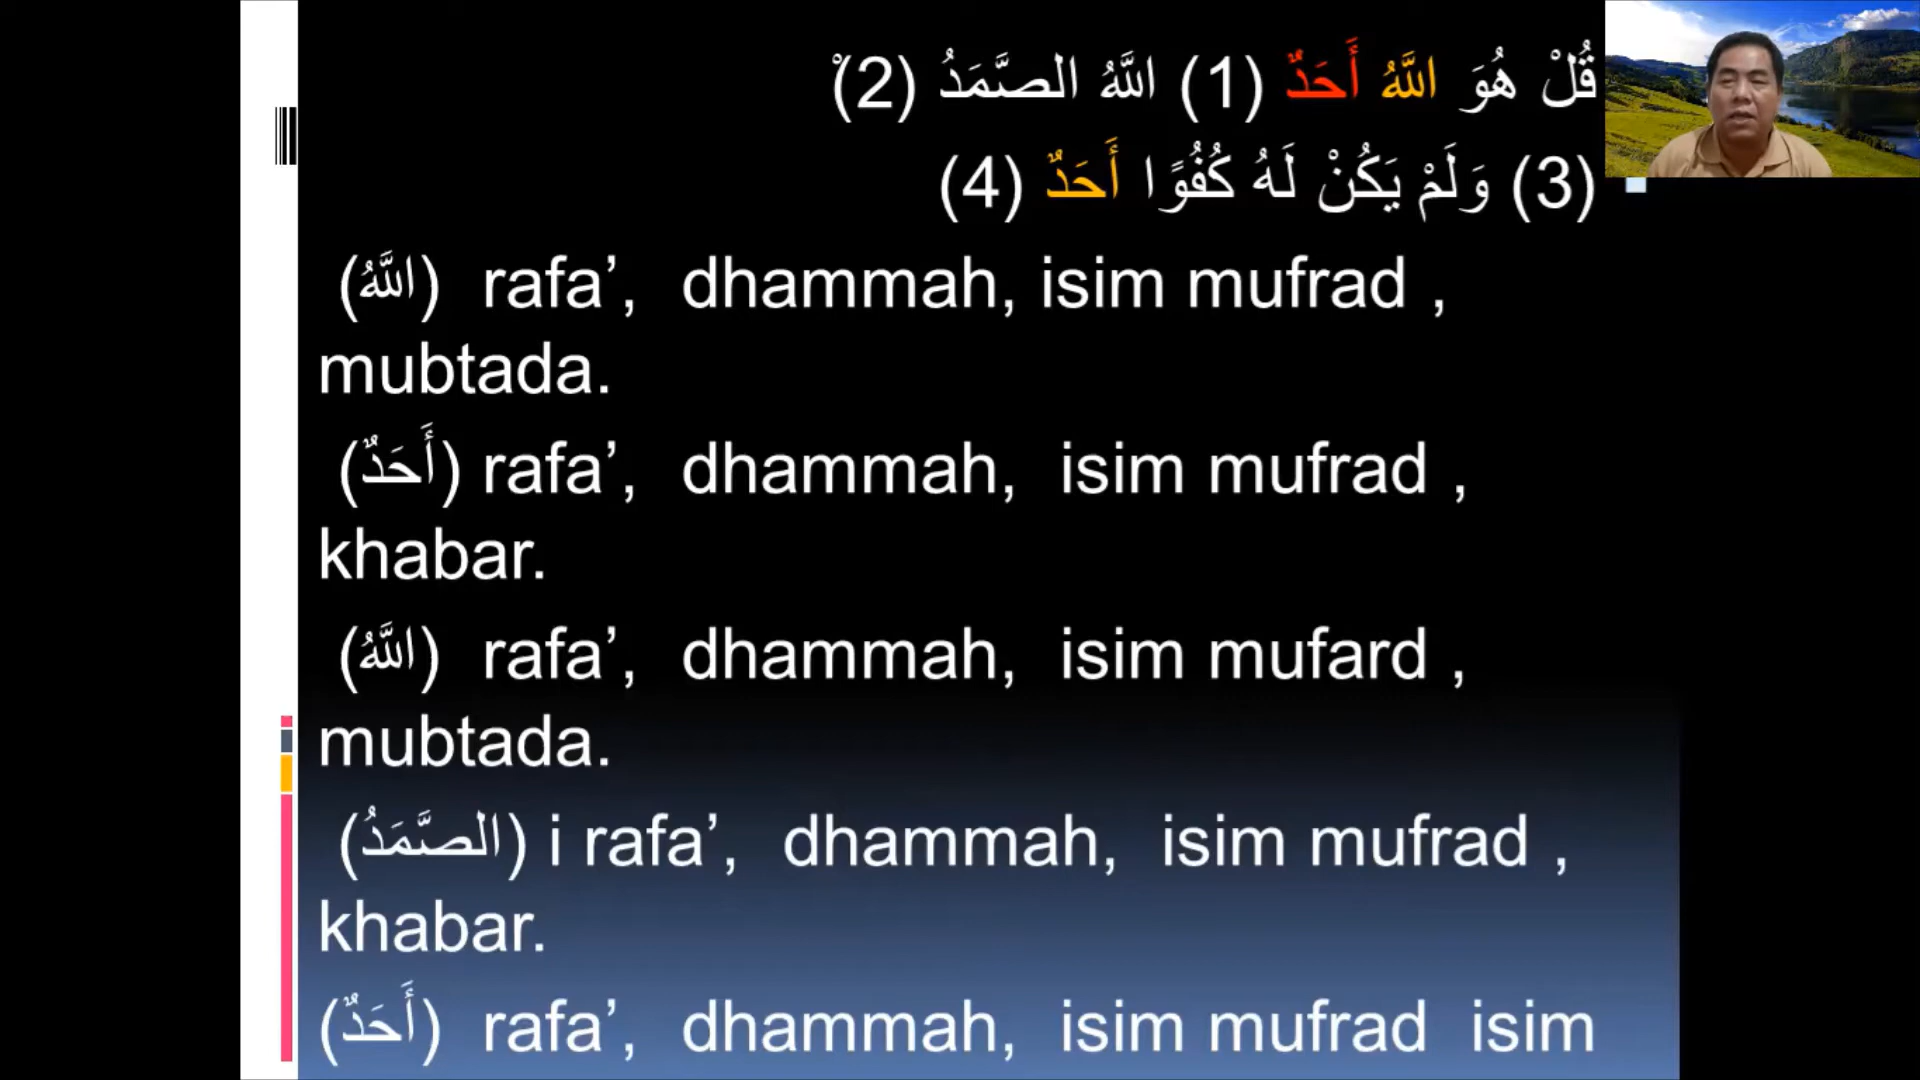 قُلْ هُوَ اللَّهُ أَحَدٌ (1) اللَّهُ الصَّمَدُ (2)ْ
(3) وَلَمْ يَكُنْ لَهُ كُفُوًا أَحَدٌ (4)
(اللَّهُ) rafa’, dhammah, isim mufrad ,
mubtada.
(أَحَدٌ) rafa’, dhammah, isim mufrad ,
khabar.
(اللَّهُ) rafa’, dhammah, isim mufard ,
mubtada.
(الصَّمَدُ) i rafa’, dhammah, isim mufrad ,
khabar.
(أَحَدٌ) rafa’, dhammah, isim mufrad isim